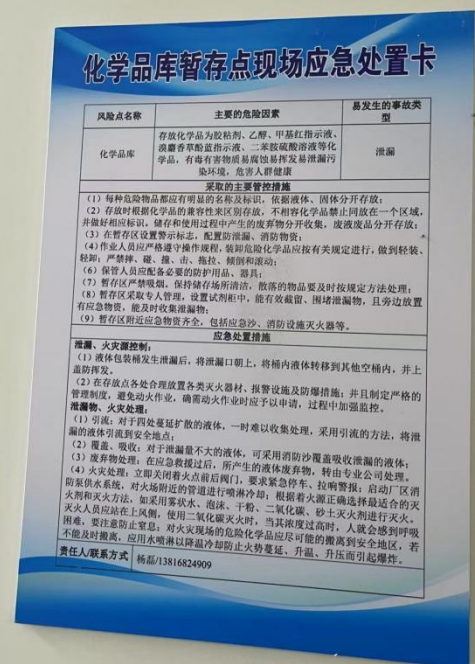 化学品库暂存点现场应急处置卡
风险点名称 主要的危险因素 易发生的事故类型
化学品库 存放化学品为胶粘剂、乙醇、甲基红指示液、
溴麝香草酚蓝指示液、二苯胺硫酸溶液等化
学品，有毒有害物质易腐蚀易挥发易泄漏污
染环境，危害人群健康 泄漏
采取的主要管控措施
（1）每种危险物品都应有明显的名称及标识，依据液体、固体分开存放；
（2）存放时根据化学品的兼容性来区别存放，不相容化学品禁止同放在一个区域，
并做好相应标识，储存和使用过程中产生的废弃物分开收集，废液废品分开存放；
（3）在暂存区设置警示标志，配置防泄漏、消防物资；
（4）作业人员应严格遵守操作规程，装卸危险化学品应按有关规定进行，做到轻装、
轻卸；严禁摔、碰、撞、击、拖拉、倾倒和滚动；
（6）保管人员应配备必要的防护用品、器具；
（7）暂存区严禁吸烟，保持储存场所清洁，散落的物品要及时按规定方法处理；
（8）暂存区采取专人管理，设置试剂柜中，能有效截留、围堵泄漏物，且旁边放置
有应急物资，能及时收集泄漏物；
（9）暂存区附近应急物资齐全，包括应急沙、消防设施灭火器等。
应急处置措施
泄漏、火灾源控制：
（1）液体包装桶发生泄漏后，将泄漏口朝上，将桶内液体转移到其他空桶内，并上
盖防挥发。
（2）在存放点各处合理放置各类灭火器材、报警设施及防爆措施；并且制定严格的
管理制度，避免动火作业，确需动火作业时应予以申请，过程中加强监控。
泄漏物、火灾处理：
（1）引流：对于四处蔓延扩散的液体，一时难以收集处理，采用引流的方法，将泄
漏的液体引流到安全地点；
（2）覆盖、吸收：对于泄漏量不大的液体，可采用消防沙覆盖吸收泄漏的液体；
（3）废弃物处理：在应急救援过后，所产生的液体废弃物，转由专业公司处理。
（4）火灾处理：立即关闭着火点前后阀门，要求紧急停车、拉响警报；启动厂区消
防泵供水系统，对火场附近的管道进行喷淋冷却；根据着火源正确选择最适合的灭
火剂和灭火方法，如采用雾状水、泡沫、干粉、二氧化碳、砂土灭火剂进行灭火。
灭火人员应站在上风侧，使用二氧化碳灭火时，当其浓度过高时，人就会感到呼吸
困难，要注意防止窒息；对火灾现场的危险化学品应尽可能的搬离到安全地区，若
不能及时搬离，应用水喷淋以降温冷却防止火势蔓延、升温、升压而引起爆炸。
责任人/联系方式 杨磊/13816824909